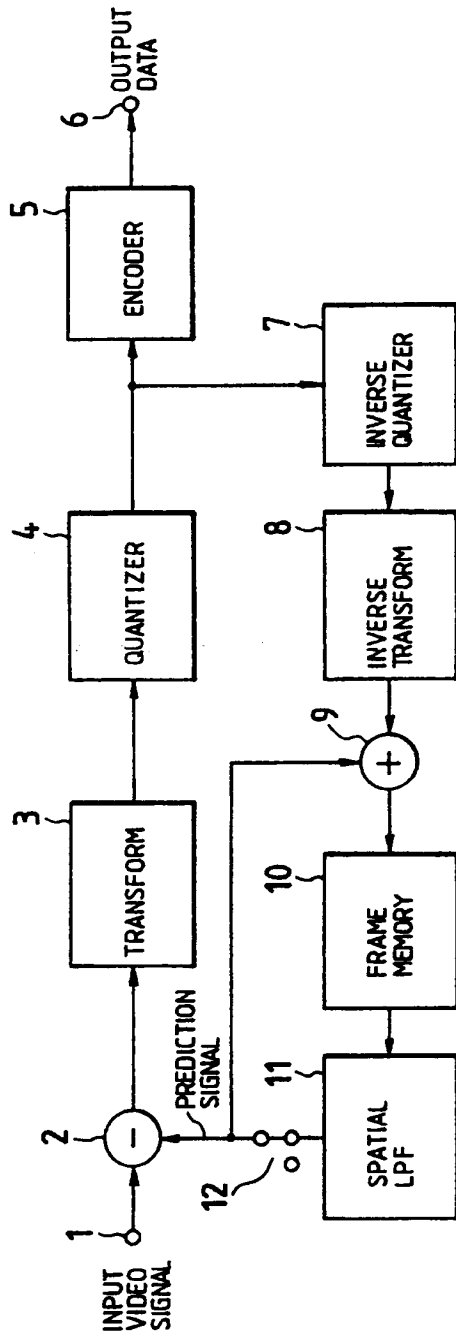 1
INPUT
VIDEO
SIGNAL
2
−
PREDICTION
SIGNAL
3
TRANSFORM
4
QUANTIZER
5
ENCODER
6
OUTPUT
DATA
7
INVERSE
QUANTIZER
8
INVERSE
TRANSFORM
9
+
10
FRAME
MEMORY
11
SPATIAL
LPF
12